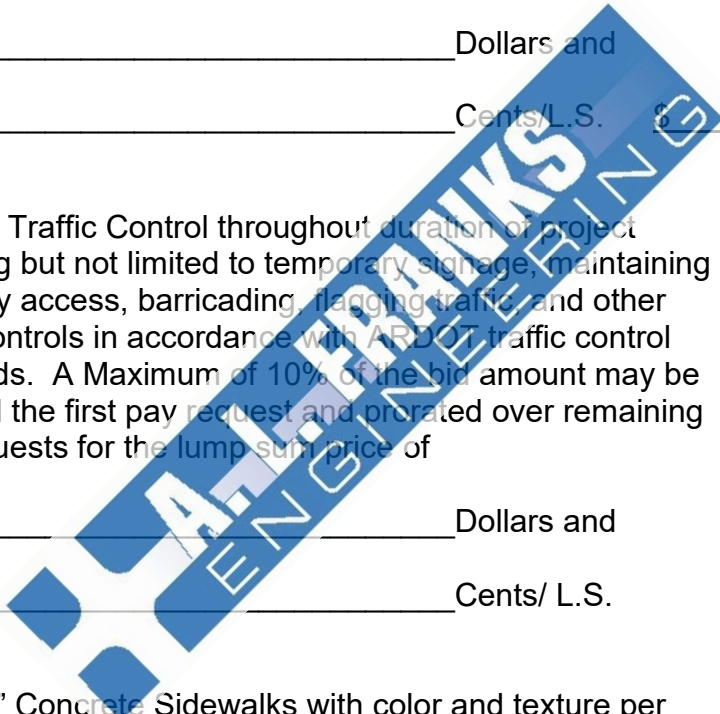 Dollars and
Cents/L.S. $
Traffic Control throughout duration of project
g but not limited to temporary signage, maintaining
y access, barricading, flagging traffic, and other
ontrols in accordance with ARDOT traffic control
ds. A Maximum of 10% of the bid amount may be
the first pay request and prorated over remaining
uests for the lump sum price of
Dollars and
Cents/ L.S.
" Concrete Sidewalks with color and texture per
A.L. FRANKS
ENGINEERING